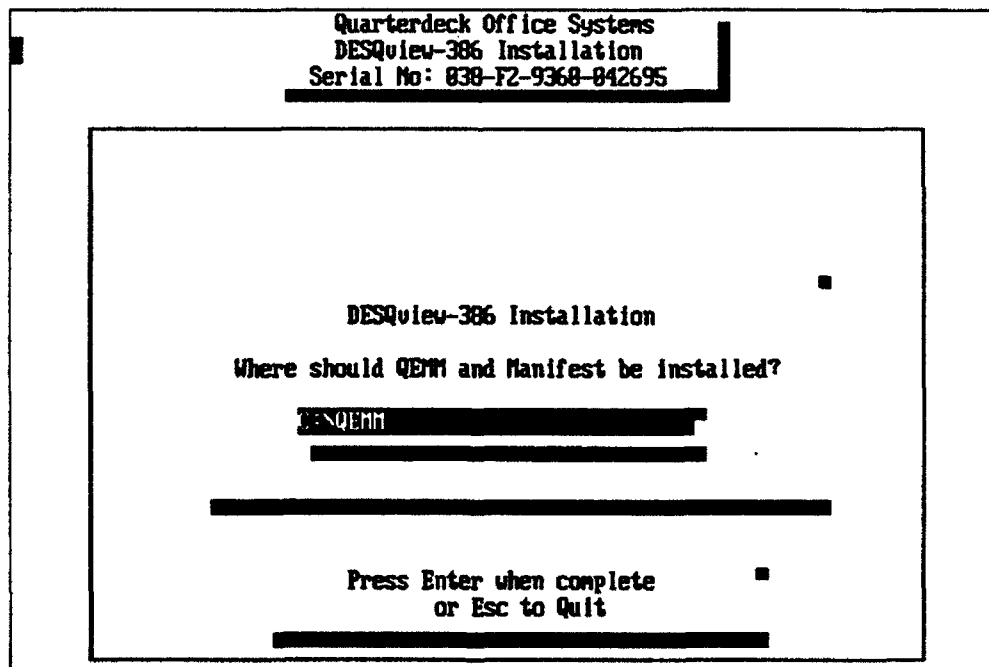 Quarterdeck Office Systems
DESQview-386 Installation
Serial No: 030-F2-9360-042695
DESQview-386 Installation
Where should QEMM and Manifest be installed?
C:\QEMM
Press Enter when complete
or Esc to Quit